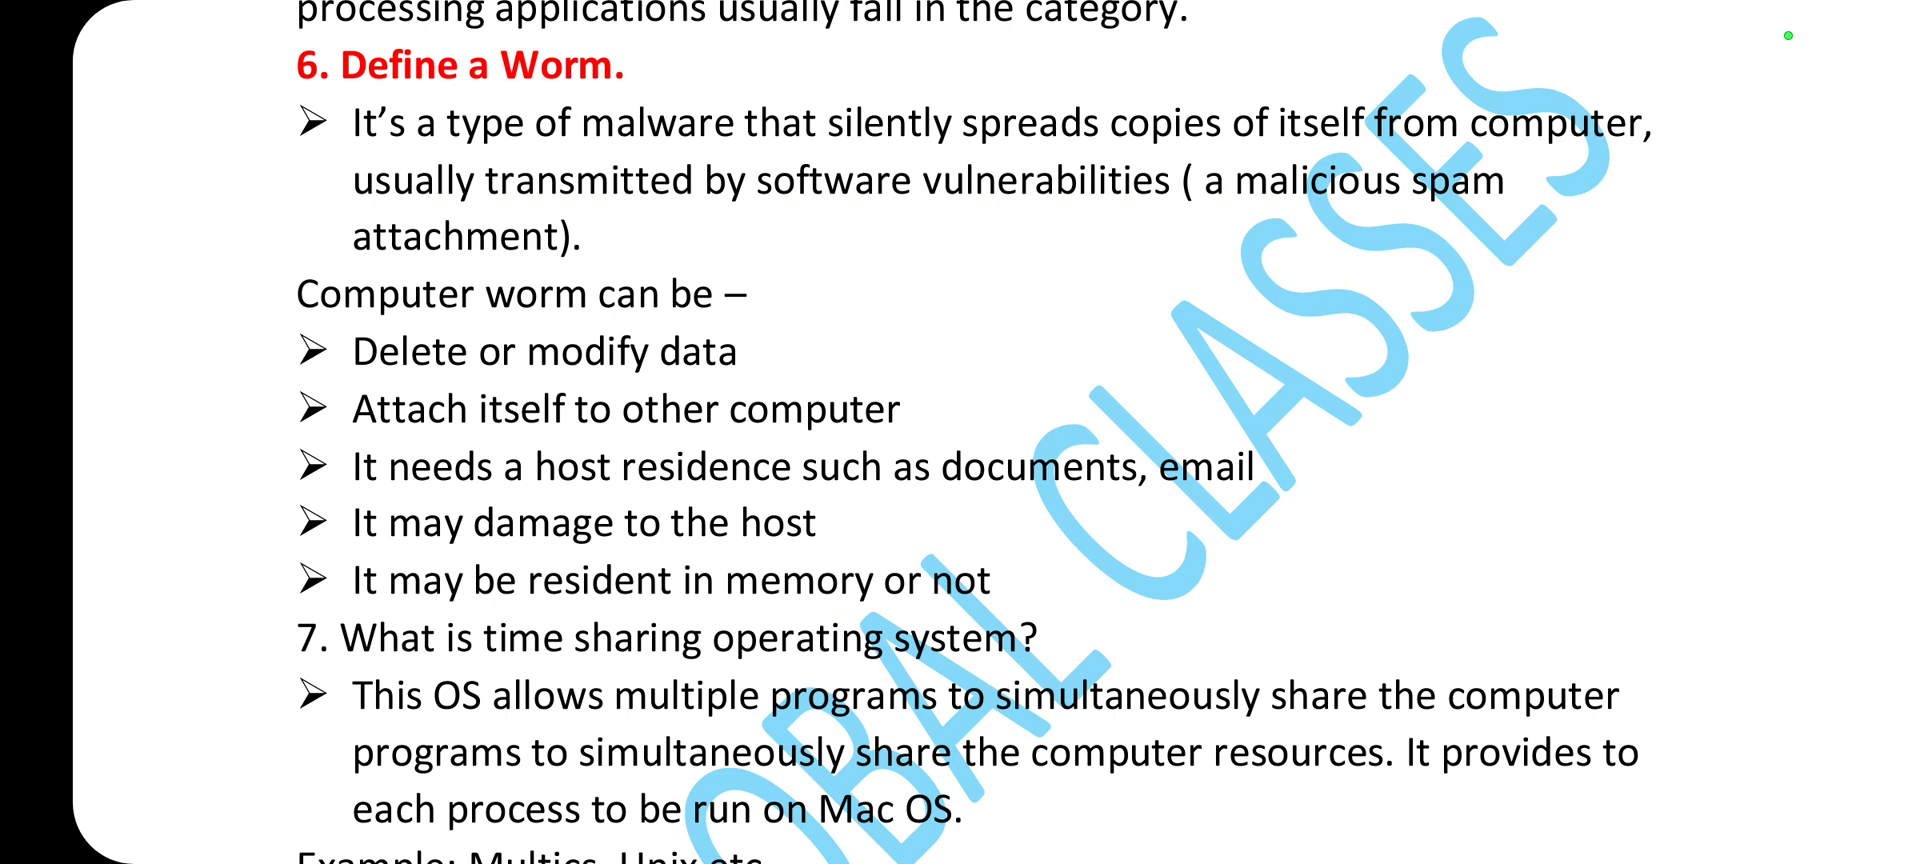 processing applications usually fall in the category.
6. Define a Worm.
➢ It’s a type of malware that silently spreads copies of itself from computer,
usually transmitted by software vulnerabilities ( a malicious spam
attachment).
Computer worm can be –
➢ Delete or modify data
➢ Attach itself to other computer
➢ It needs a host residence such as documents, email
➢ It may damage to the host
➢ It may be resident in memory or not
7. What is time sharing operating system?
➢ This OS allows multiple programs to simultaneously share the computer
programs to simultaneously share the computer resources. It provides to
each process to be run on Mac OS.
Example: Multics, Unix etc
OBAL CLASSES